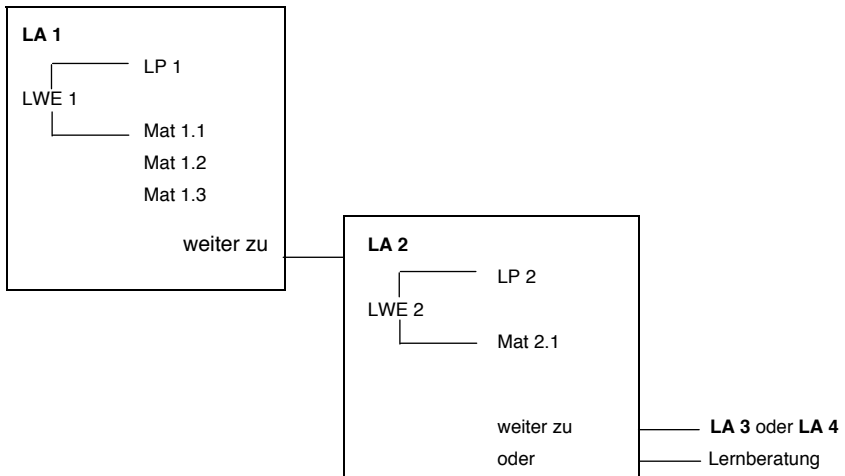 LA 1
LP 1
LWE 1
Mat 1.1
Mat 1.2
Mat 1.3
weiter zu
LA 2
LP 2
LWE 2
Mat 2.1
weiter zu LA 3 oder LA 4
oder Lernberatung